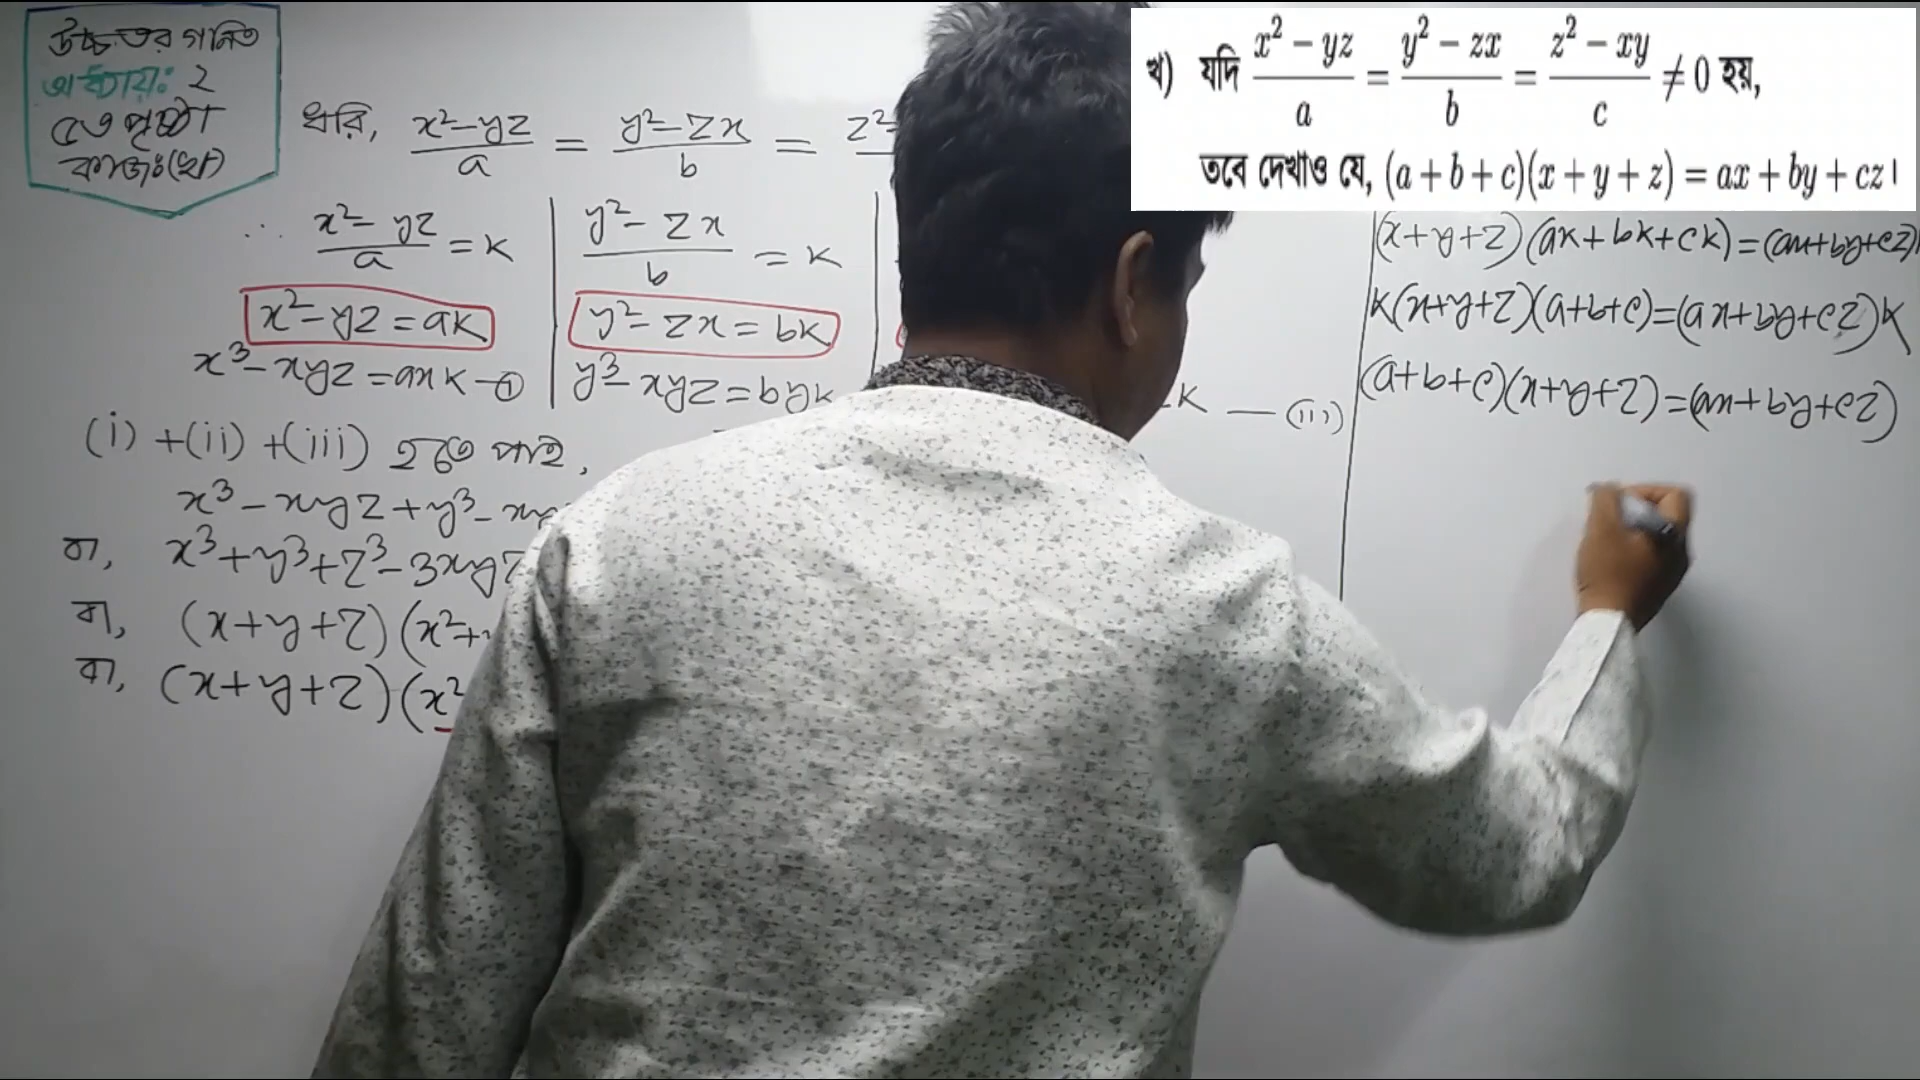 উচ্চতর গনিত
অধ্যায়: ২
৫৩ পৃষ্ঠা
কাজঃ(খ)
খ) যদি (x² − yz)/a = (y² − zx)/b = (z² − xy)/c ≠ 0 হয়,
তবে দেখাও যে, (a + b + c)(x + y + z) = ax + by + cz।
ধরি, (x²−yz)/a = (y²−zx)/b = z²−
∴ (x²−yz)/a = k
x²−yz = ak
x³−xyz = axk −①
(y²−zx)/b = k
y²−zx = bk
y³−xyz = byk
k — (iii)
(i) +(ii) +(iii) হতে পাই,
x³−xyz+y³−xy
বা, x³+y³+z³−3xyz
বা, (x+y+z)(x²+
বা, (x+y+z)(x²
(x+y+z)(ak+bk+ck)=(ax+by+cz)
k(x+y+z)(a+b+c)=(ax+by+cz)k
(a+b+c)(x+y+z)=(ax+by+cz)